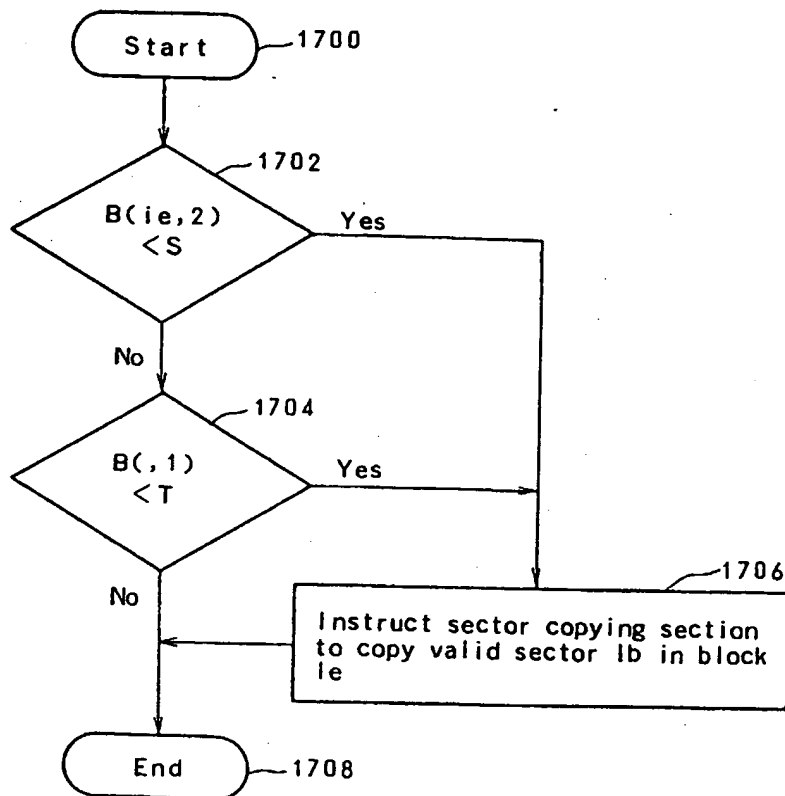 Start
1700
1702
B(ie,2)
<S
Yes
No
1704
B(,1)
<T
Yes
No
1706
Instruct sector copying section
to copy valid sector Ib in block
Ie
End
1708